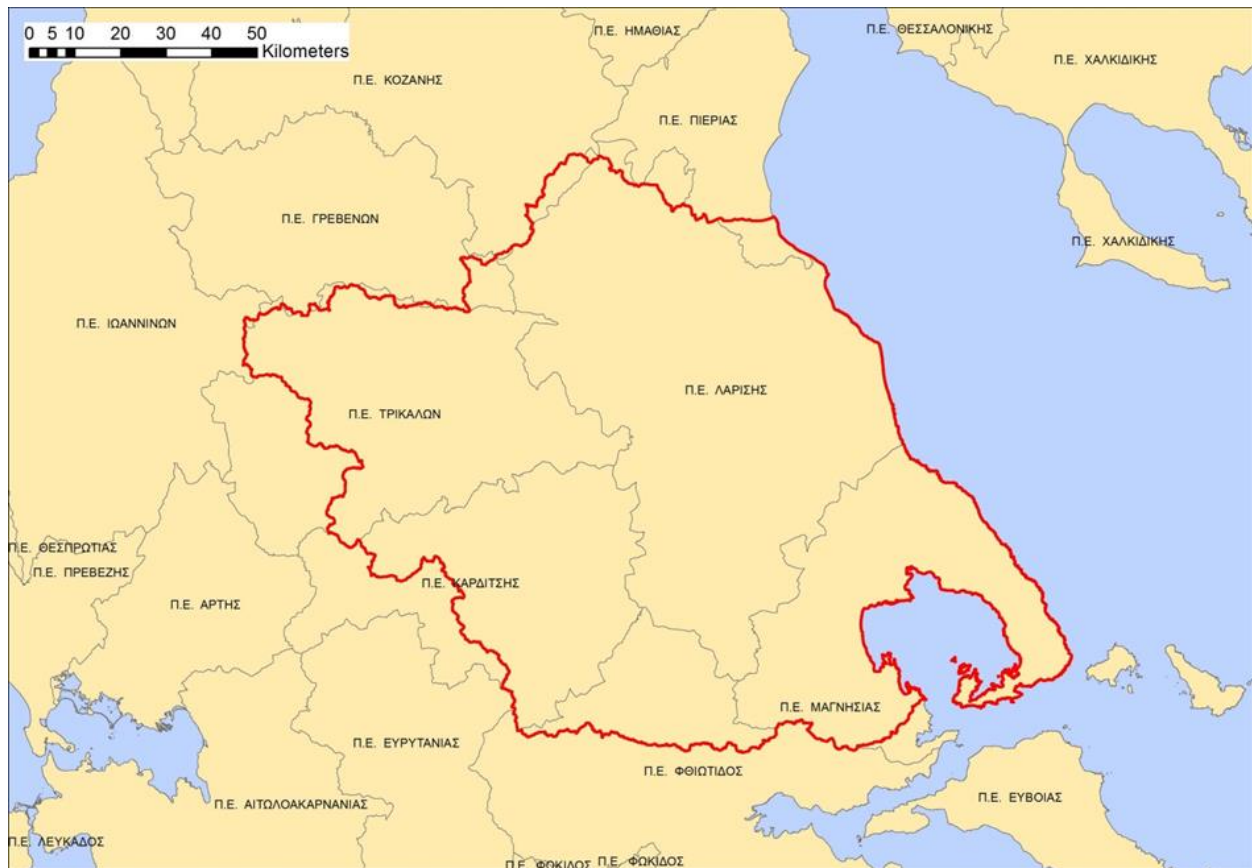 0 5 10 20 30 40 50
Kilometers
Π.Ε. ΗΜΑΘΙΑΣ
Π.Ε. ΘΕΣΣΑΛΟΝΙΚΗΣ
Π.Ε. ΧΑΛΚΙΔΙΚΗΣ
Π.Ε. ΚΟΖΑΝΗΣ
Π.Ε. ΠΙΕΡΙΑΣ
Π.Ε. ΓΡΕΒΕΝΩΝ
Π.Ε. ΧΑΛΚΙΔΙΚΗΣ
Π.Ε. ΙΩΑΝΝΙΝΩΝ
Π.Ε. ΛΑΡΙΣΗΣ
Π.Ε. ΤΡΙΚΑΛΩΝ
Π.Ε. ΘΕΣΠΡΩΤΙΑΣ
Π.Ε. ΠΡΕΒΕΖΗΣ
Π.Ε. ΚΑΡΔΙΤΣΗΣ
Π.Ε. ΑΡΤΗΣ
Π.Ε. ΜΑΓΝΗΣΙΑΣ
Π.Ε. ΕΥΡΥΤΑΝΙΑΣ
Π.Ε. ΦΘΙΩΤΙΔΟΣ
Π.Ε. ΕΥΒΟΙΑΣ
Π.Ε. ΑΙΤΩΛΟΑΚΑΡΝΑΝΙΑΣ
Π.Ε. ΛΕΥΚΑΔΟΣ
Π.Ε. ΦΩΚΙΔΟΣ
Π.Ε. ΦΩΚΙΔΟΣ